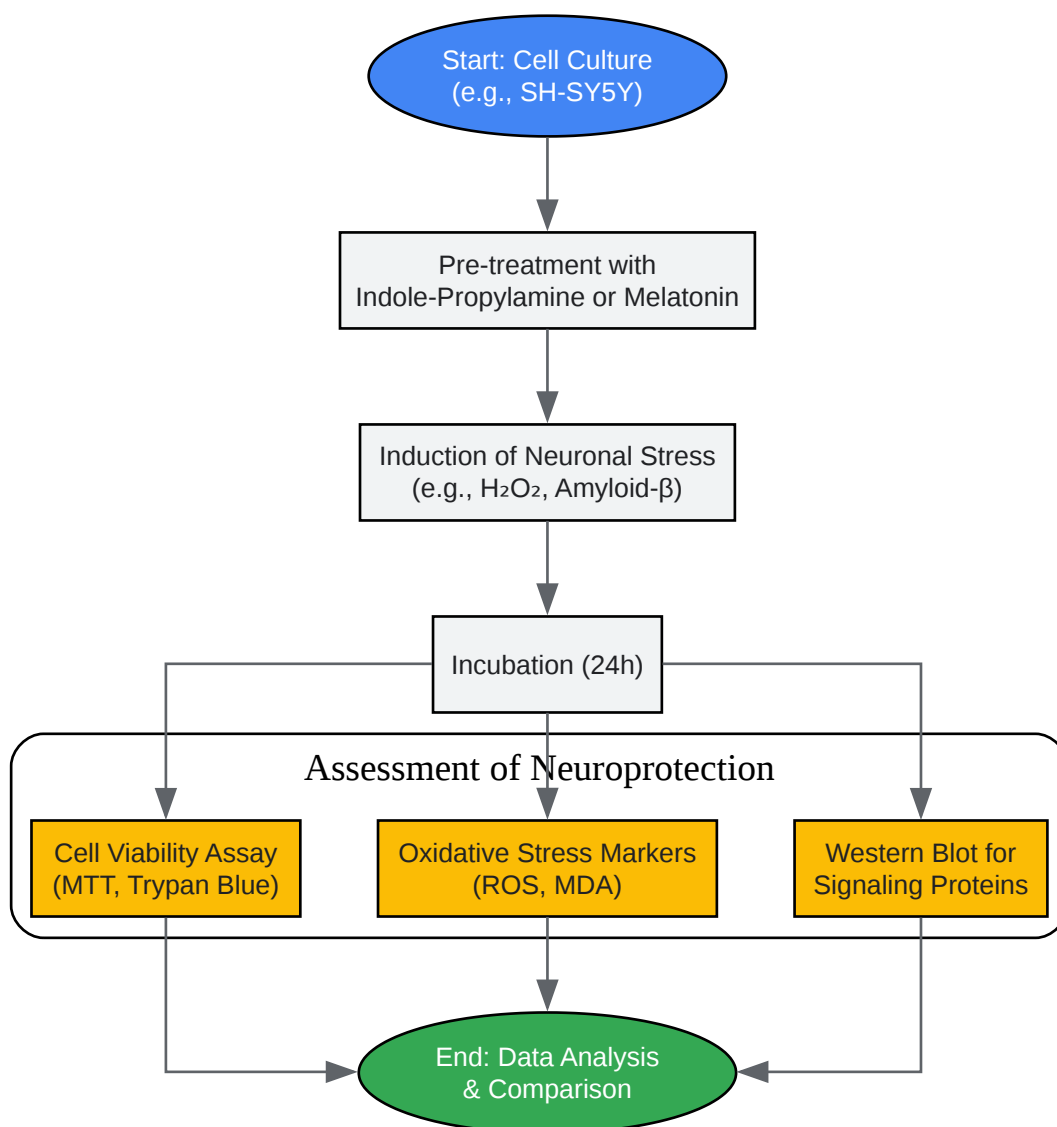 Start: Cell Culture
(e.g., SH-SY5Y)
Pre-treatment with
Indole-Propylamine or Melatonin
Induction of Neuronal Stress
(e.g., H₂O₂, Amyloid-β)
Incubation (24h)
Assessment of Neuroprotection
Cell Viability Assay
(MTT, Trypan Blue)
Oxidative Stress Markers
(ROS, MDA)
Western Blot for
Signaling Proteins
End: Data Analysis
& Comparison